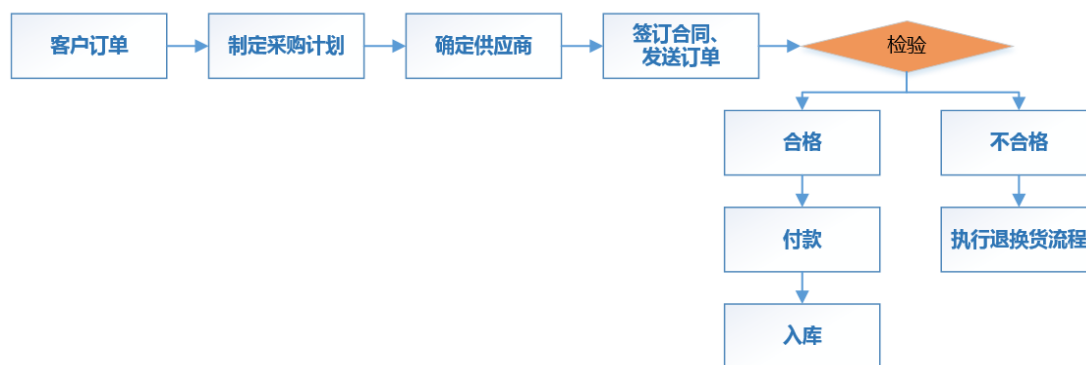 客户订单
制定采购计划
确定供应商
签订合同、
发送订单
检验
合格
不合格
付款
执行退换货流程
入库